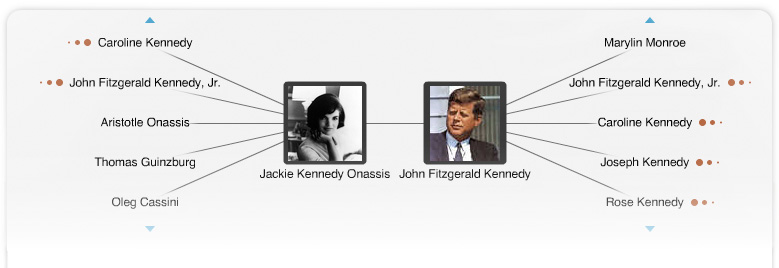 Caroline Kennedy
John Fitzgerald Kennedy, Jr.
Aristotle Onassis
Thomas Guinzburg
Oleg Cassini
Jackie Kennedy Onassis
John Fitzgerald Kennedy
Marylin Monroe
John Fitzgerald Kennedy, Jr.
Caroline Kennedy
Joseph Kennedy
Rose Kennedy